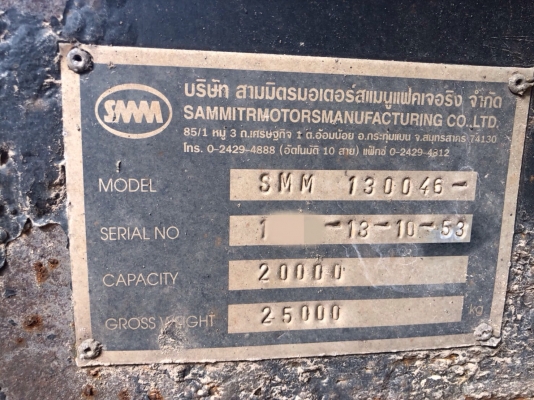 SMM
บริษัท สามมิตรมอเตอร์สแมนูแฟคเจอริง จำกัด
SAMMITRMOTORSMANUFACTURING CO.,LTD.
85/1 หมู่ 3 ถ.เศรษฐกิจ 1 ต.อ้อมน้อย อ.กระทุ่มแบน จ.สมุทรสาคร 74130
โทร. 0-2429-4888 (อัตโนมัติ 10 สาย) แฟ็กซ์ 0-2429-4812
MODEL SMM 130046-
SERIAL NO 1 -13-10-53
CAPACITY 20000
GROSS WEIGHT 25000 kg